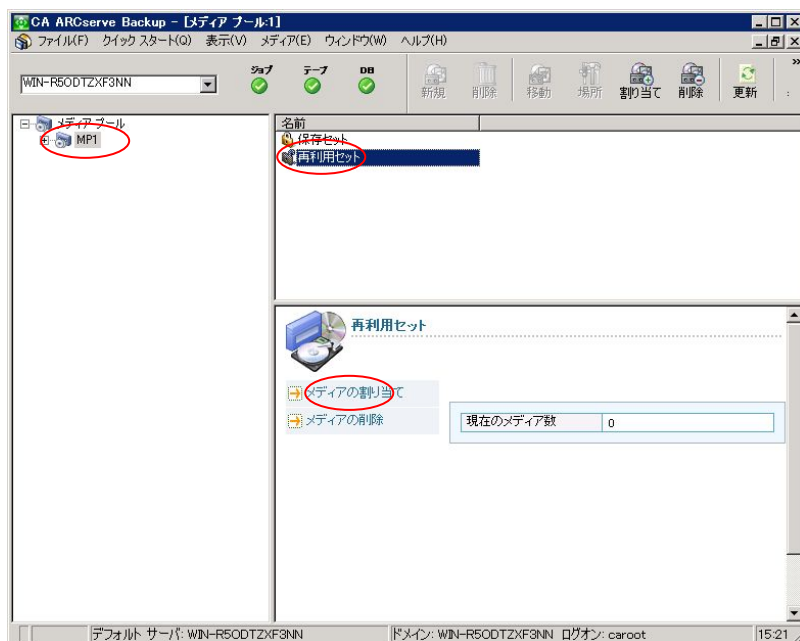 CA ARCserve Backup - [メディア プール:1]
ファイル(F) クイック スタート(Q) 表示(V) メディア(E) ウィンドウ(W) ヘルプ(H)
WIN-R5ODTZXF3NN
ジョブ テープ DB
新規 削除 移動 場所 割り当て 削除 更新
メディア プール
MP1
名前
保存セット
再利用セット
再利用セット
メディアの割り当て
メディアの削除
現在のメディア数 0
デフォルト サーバ: WIN-R5ODTZXF3NN ドメイン: WIN-R5ODTZXF3NN ログオン: caroot 15:21